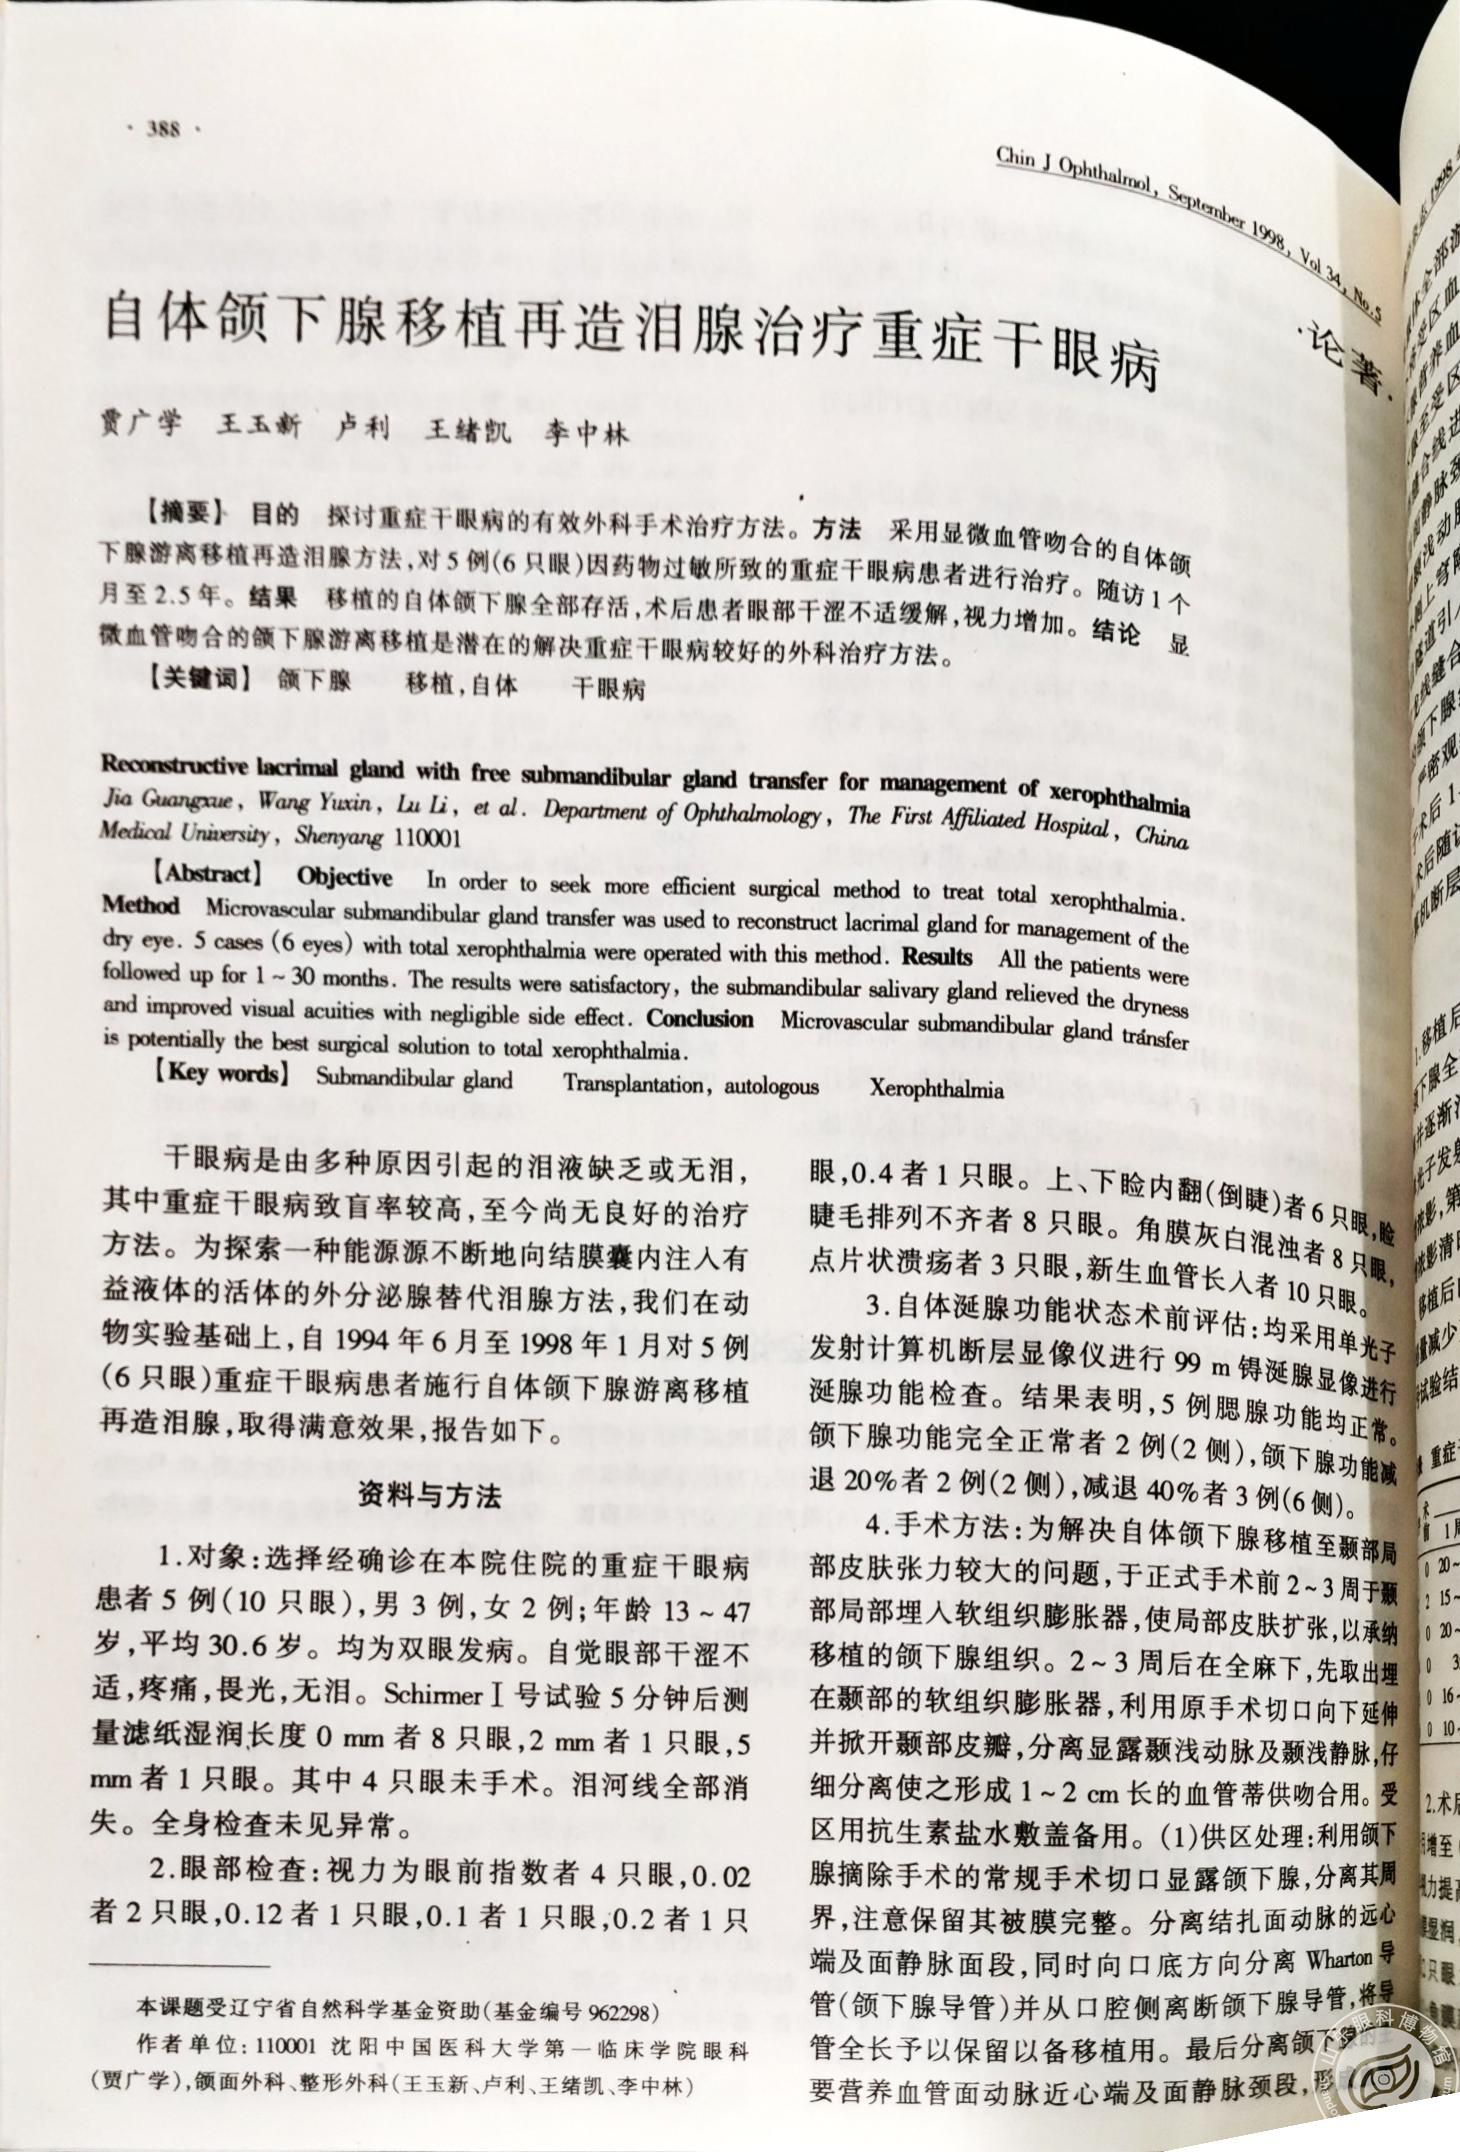 · 388 ·
Chin J Ophthalmol, September 1998, Vol 34, No.5
·论著·
自体颌下腺移植再造泪腺治疗重症干眼病
贾广学 王玉新 卢利 王绪凯 李中林
【摘要】 目的 探讨重症干眼病的有效外科手术治疗方法。方法 采用显微血管吻合的自体颌
下腺游离移植再造泪腺方法,对5例(6只眼)因药物过敏所致的重症干眼病患者进行治疗。随访1个
月至2.5年。结果 移植的自体颌下腺全部存活,术后患者眼部干涩不适缓解,视力增加。结论 显
微血管吻合的颌下腺游离移植是潜在的解决重症干眼病较好的外科治疗方法。
【关键词】 颌下腺 移植,自体 干眼病
Reconstructive lacrimal gland with free submandibular gland transfer for management of xerophthalmia
Jia Guangxue, Wang Yuxin, Lu Li, et al. Department of Ophthalmology, The First Affiliated Hospital, China
Medical University, Shenyang 110001
【Abstract】 Objective In order to seek more efficient surgical method to treat total xerophthalmia.
Method Microvascular submandibular gland transfer was used to reconstruct lacrimal gland for management of the
dry eye. 5 cases (6 eyes) with total xerophthalmia were operated with this method. Results All the patients were
followed up for 1~30 months. The results were satisfactory, the submandibular salivary gland relieved the dryness
and improved visual acuities with negligible side effect. Conclusion Microvascular submandibular gland transfer
is potentially the best surgical solution to total xerophthalmia.
【Key words】 Submandibular gland Transplantation, autologous Xerophthalmia
干眼病是由多种原因引起的泪液缺乏或无泪,
其中重症干眼病致盲率较高,至今尚无良好的治疗
方法。为探索一种能源源不断地向结膜囊内注入有
益液体的活体的外分泌腺替代泪腺方法,我们在动
物实验基础上,自1994年6月至1998年1月对5例
(6只眼)重症干眼病患者施行自体颌下腺游离移植
再造泪腺,取得满意效果,报告如下。
资料与方法
1.对象:选择经确诊在本院住院的重症干眼病
患者5例(10只眼),男3例,女2例;年龄13~47
岁,平均30.6岁。均为双眼发病。自觉眼部干涩不
适,疼痛,畏光,无泪。SchirmerⅠ号试验5分钟后测
量滤纸湿润长度0 mm者8只眼,2 mm者1只眼,5
mm者1只眼。其中4只眼未手术。泪河线全部消
失。全身检查未见异常。
2.眼部检查:视力为眼前指数者4只眼,0.02
者2只眼,0.12者1只眼,0.1者1只眼,0.2者1只
本课题受辽宁省自然科学基金资助(基金编号962298)
作者单位:110001 沈阳中国医科大学第一临床学院眼科
(贾广学),颌面外科、整形外科(王玉新、卢利、王绪凯、李中林)
眼,0.4者1只眼。上、下睑内翻(倒睫)者6只眼,睑
睫毛排列不齐者8只眼。角膜灰白混浊者8只眼,
点片状溃疡者3只眼,新生血管长入者10只眼。
3.自体涎腺功能状态术前评估:均采用单光子
发射计算机断层显像仪进行99 m锝涎腺显像进行
涎腺功能检查。结果表明,5例腮腺功能均正常。
颌下腺功能完全正常者2例(2侧),颌下腺功能减
退20%者2例(2侧),减退40%者3例(6侧)。
4.手术方法:为解决自体颌下腺移植至颞部局
部皮肤张力较大的问题,于正式手术前2~3周于颞
部局部埋入软组织膨胀器,使局部皮肤扩张,以承纳
移植的颌下腺组织。2~3周后在全麻下,先取出埋
在颞部的软组织膨胀器,利用原手术切口向下延伸
并掀开颞部皮瓣,分离显露颞浅动脉及颞浅静脉,仔
细分离使之形成1~2 cm长的血管蒂供吻合用。受
区用抗生素盐水敷盖备用。(1)供区处理:利用颌下
腺摘除手术的常规手术切口显露颌下腺,分离其周
界,注意保留其被膜完整。分离结扎面动脉的远心
端及面静脉面段,同时向口底方向分离Wharton导
管(颌下腺导管)并从口腔侧离断颌下腺导管,将导
管全长予以保留以备移植用。最后分离颌下腺的主
要营养血管面动脉近心端及面静脉颈段,形